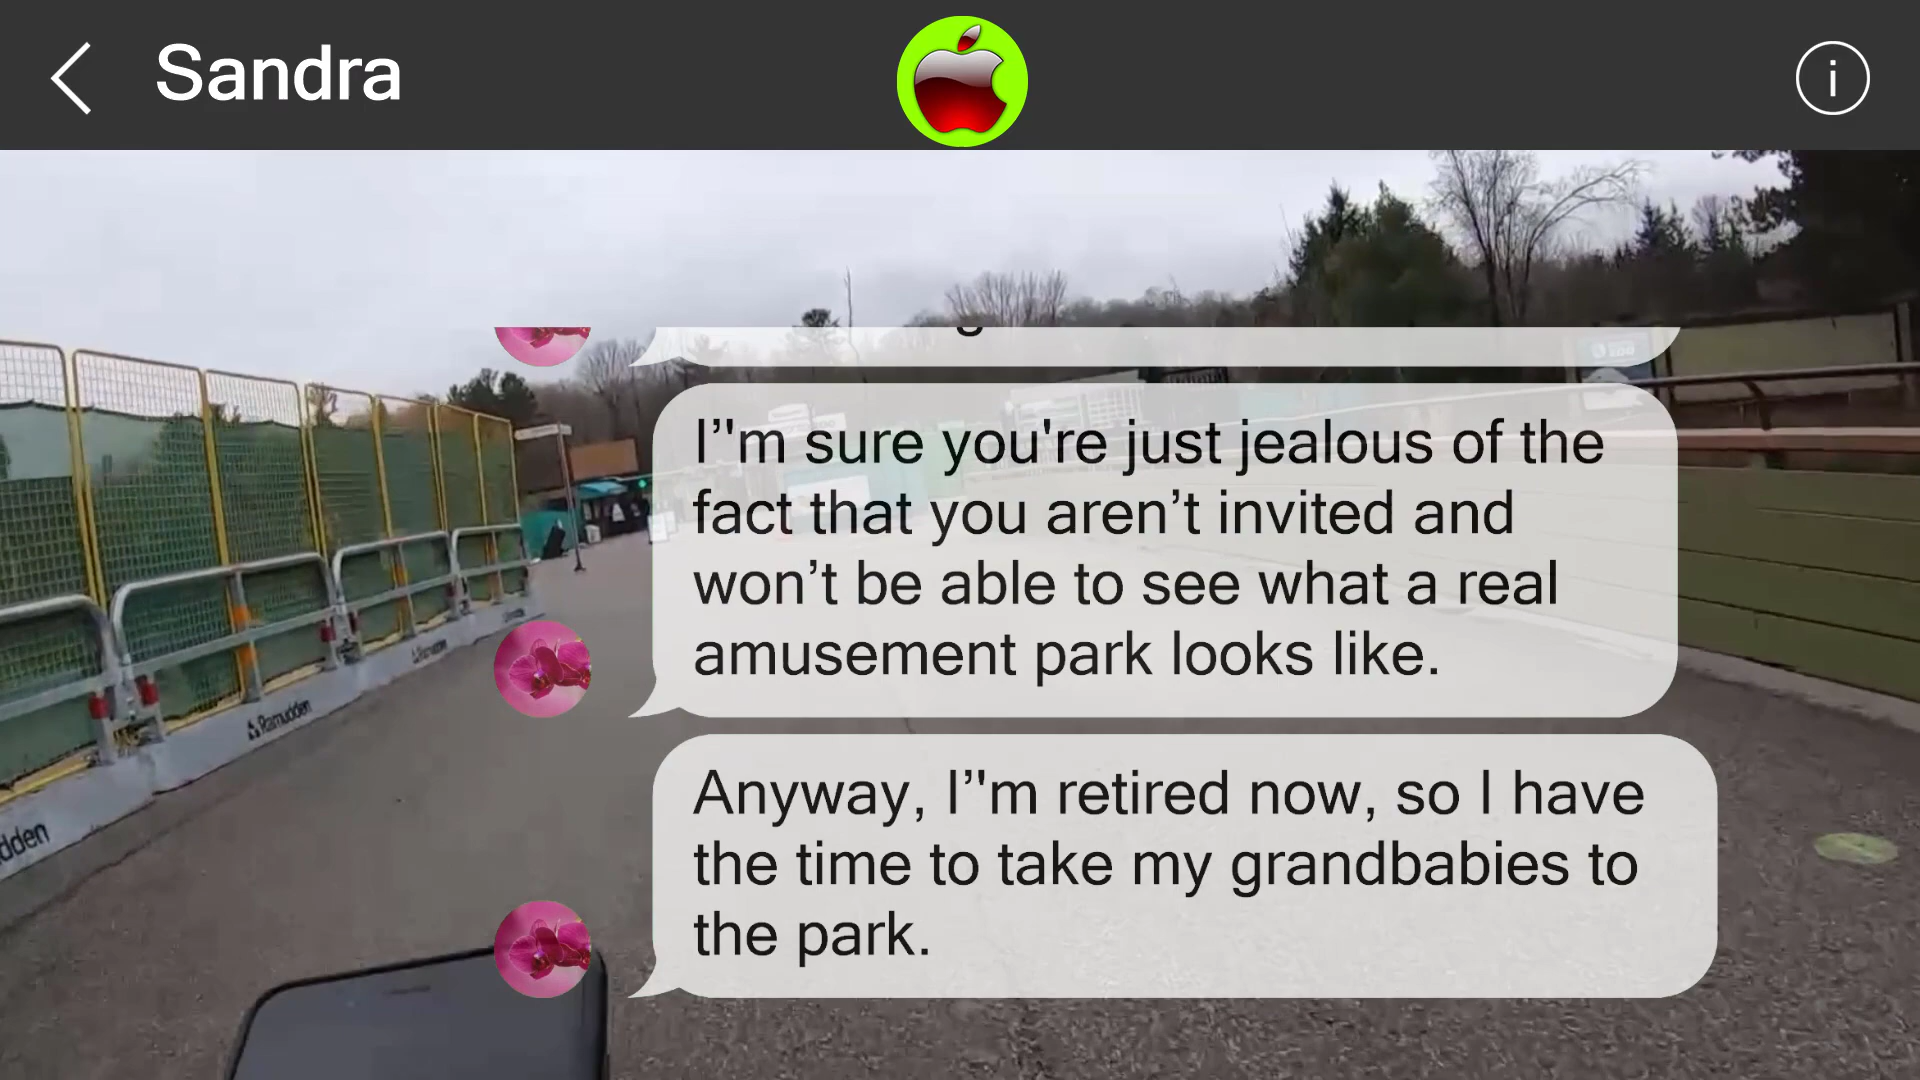 Sandra
i
I’'m sure you're just jealous of the
fact that you aren’t invited and
won’t be able to see what a real
amusement park looks like.
Anyway, I’'m retired now, so I have
the time to take my grandbabies to
the park.
Ramudden
dden